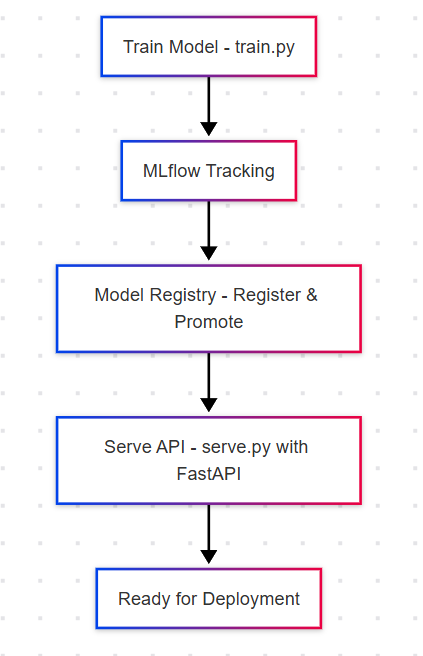 Train Model - train.py
MLflow Tracking
Model Registry - Register &
Promote
Serve API - serve.py with
FastAPI
Ready for Deployment